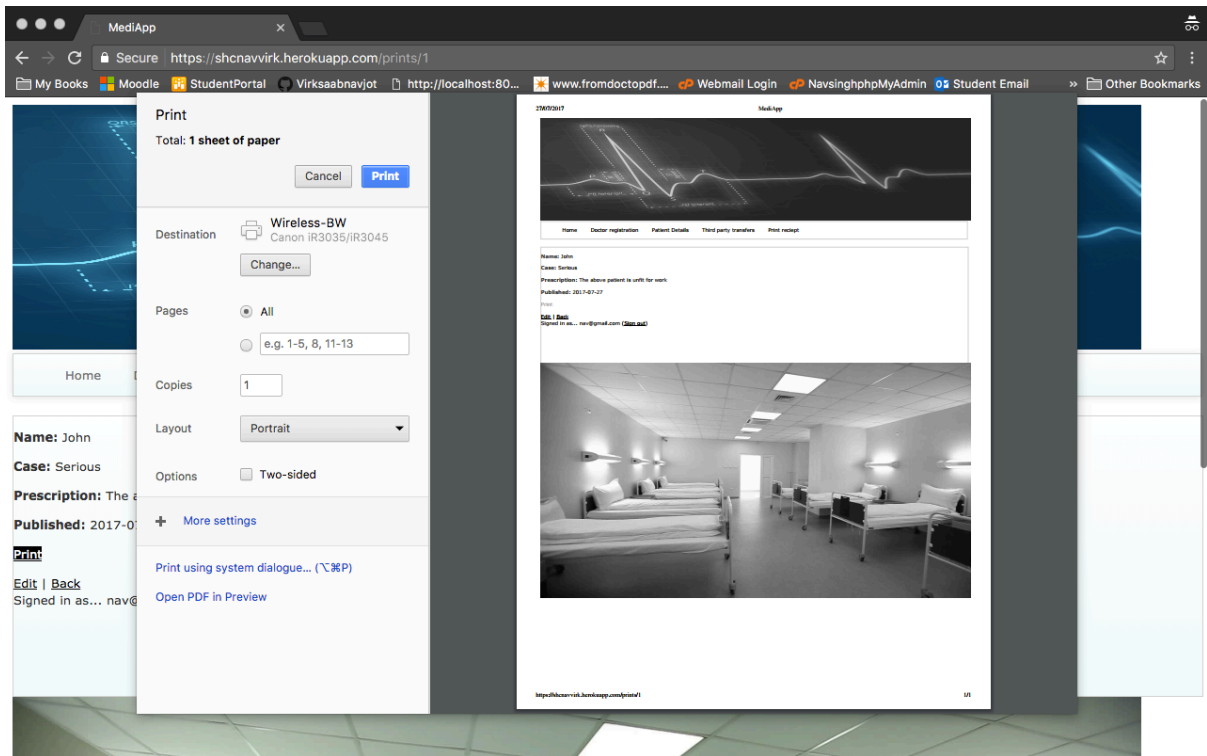 MediApp
Secure https://shcnavvirk.herokuapp.com/prints/1
My Books Moodle StudentPortal Virksaabnavjot http://localhost:80... www.fromdoctopdf.... Webmail Login NavsinghphpMyAdmin Student Email » Other Bookmarks
Print
Total: 1 sheet of paper
Cancel Print
Destination Wireless-BW
Canon iR3035/iR3045
Change...
Pages All
e.g. 1-5, 8, 11-13
Copies 1
Layout Portrait
Options Two-sided
More settings
Print using system dialogue... (⌥⌘P)
Open PDF in Preview
27/07/2017 MediApp
Home Doctor registration Patient Details Third party transfers Print reciept
Name: John
Case: Serious
Prescription: The above patient is unfit for work
Published: 2017-07-27
Print
Edit | Back
Signed in as... nav@gmail.com (Sign out)
https://shcnavvirk.herokuapp.com/prints/1 1/1
Home D
Name: John
Case: Serious
Prescription: The a
Published: 2017-07
Print
Edit | Back
Signed in as... nav@